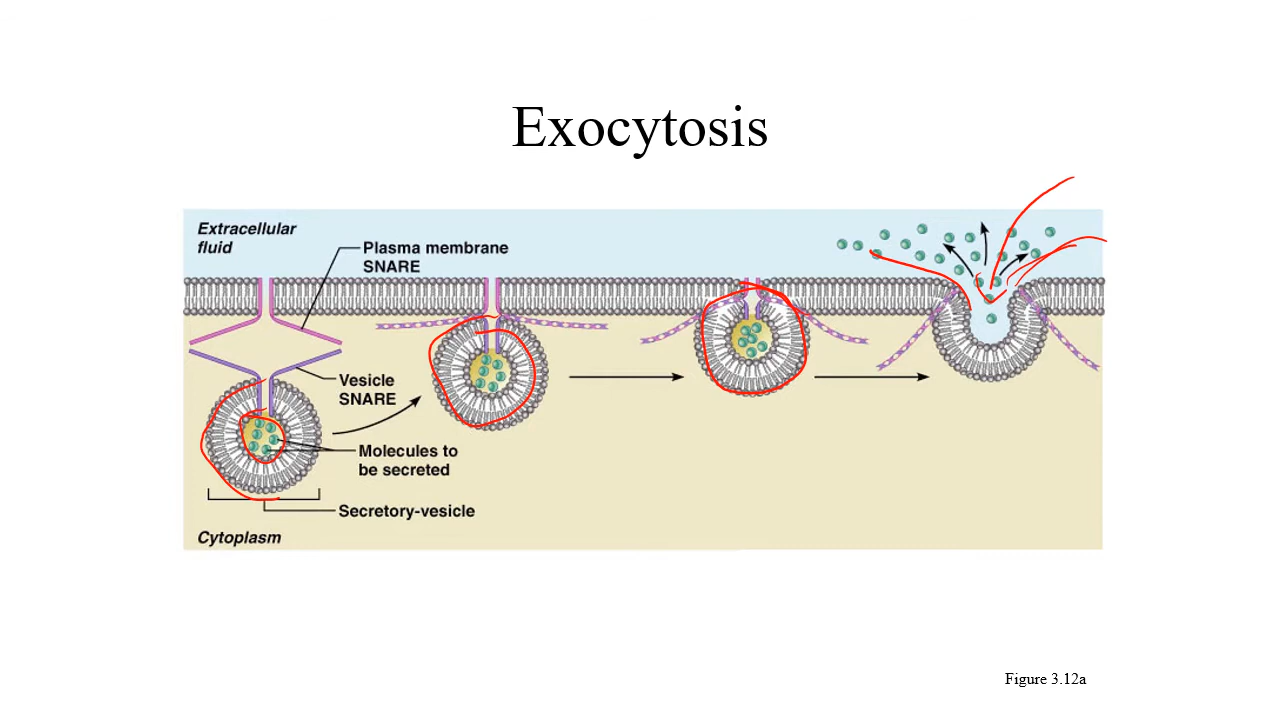 Exocytosis
Extracellular
fluid
Plasma membrane
SNARE
Vesicle
SNARE
Molecules to
be secreted
Secretory-vesicle
Cytoplasm
Figure 3.12a